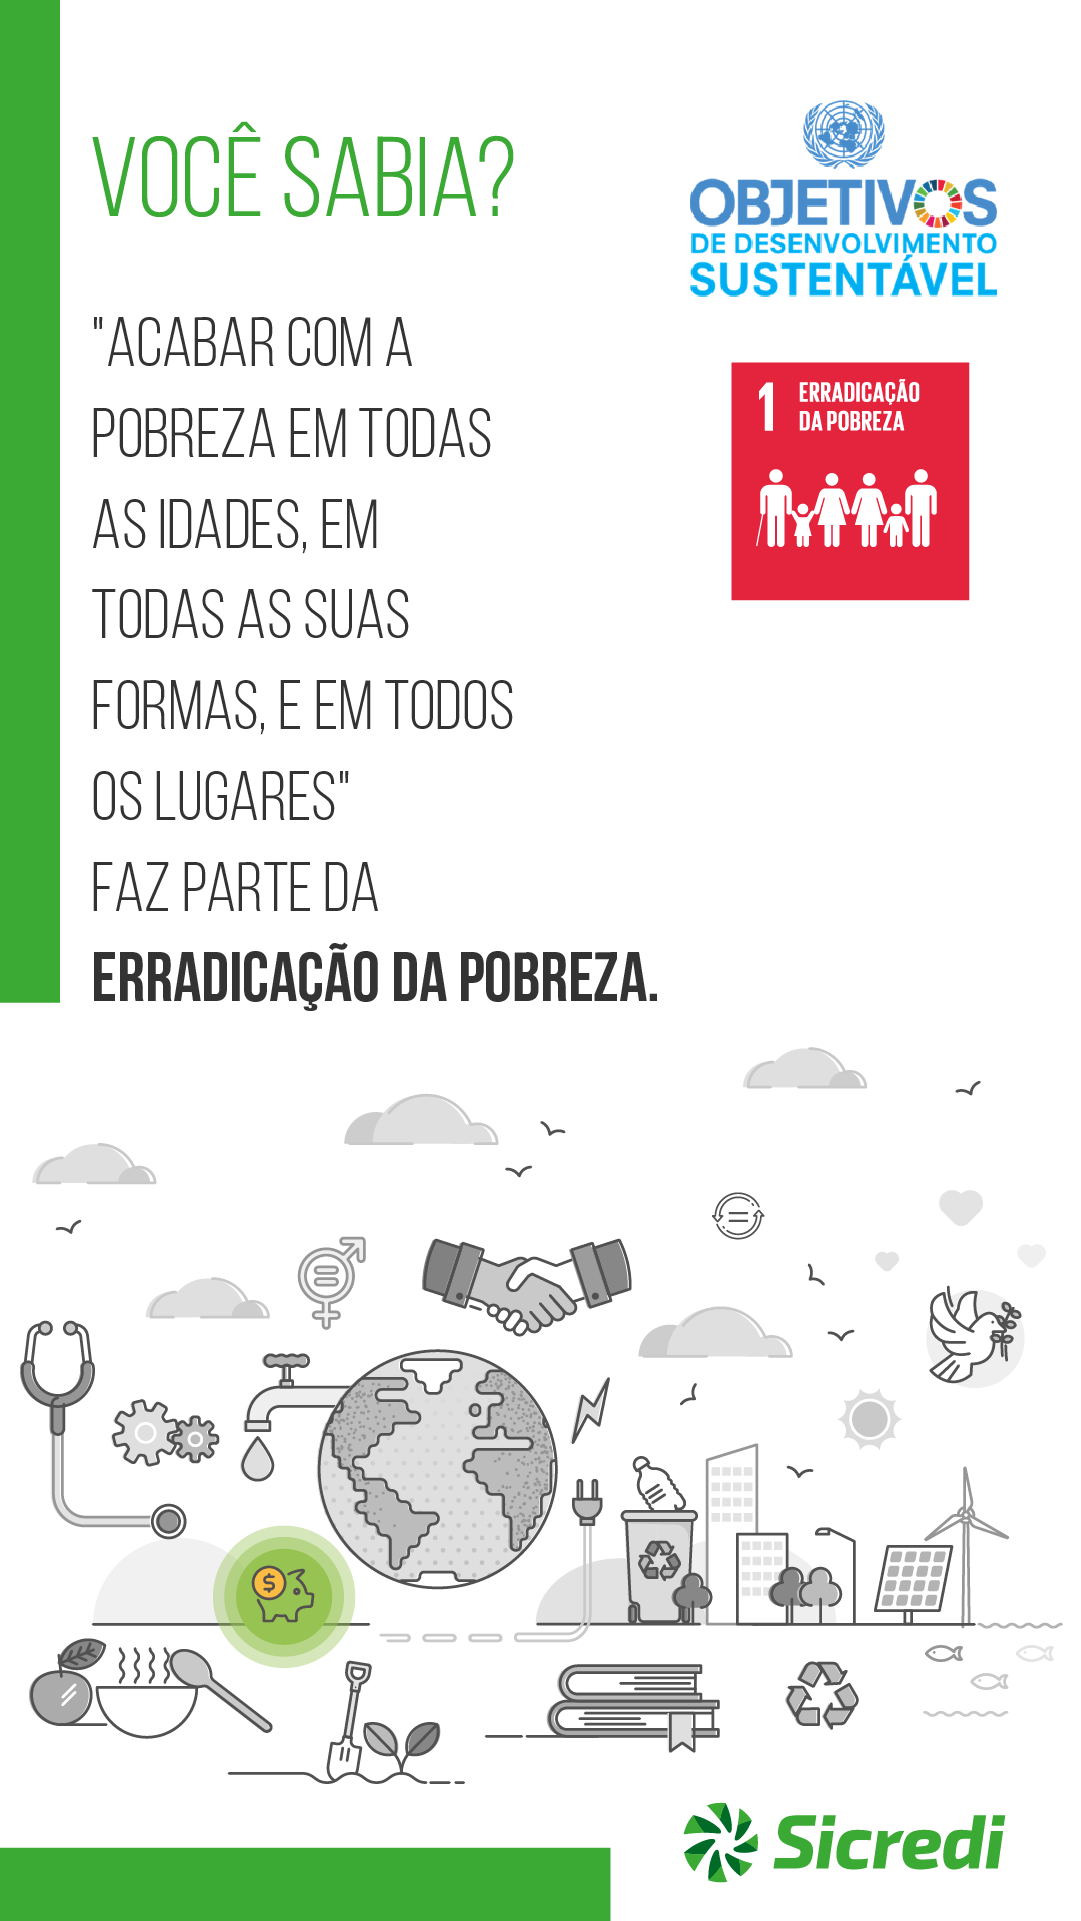 VOCÊ SABIA?
"ACABAR COM A
POBREZA EM TODAS
AS IDADES, EM
TODAS AS SUAS
FORMAS, E EM TODOS
OS LUGARES"
FAZ PARTE DA
ERRADICAÇÃO DA POBREZA.
OBJETIVOS
DE DESENVOLVIMENTO
SUSTENTÁVEL
1 ERRADICAÇÃO
DA POBREZA
$
Sicredi